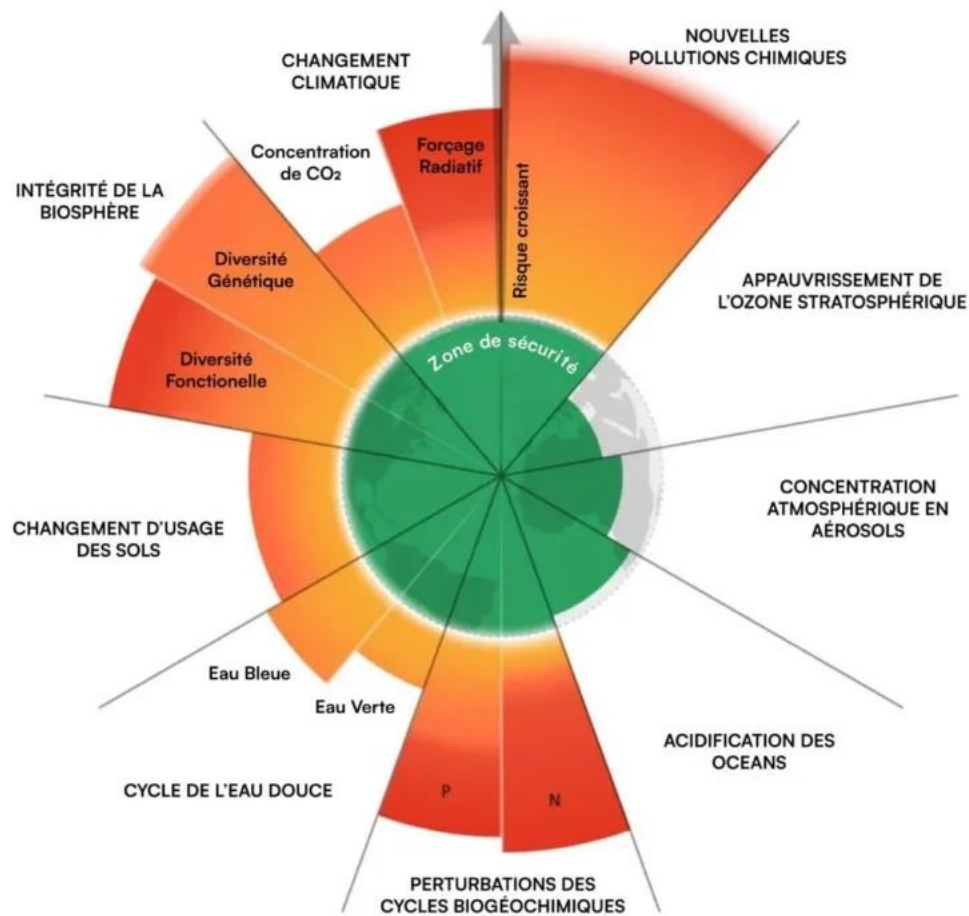 NOUVELLES
POLLUTIONS CHIMIQUES
CHANGEMENT
CLIMATIQUE
Concentration
de CO₂
Forçage
Radiatif
Risque croissant
INTÉGRITÉ DE LA
BIOSPHÈRE
Diversité
Génétique
APPAUVRISSEMENT DE
L'OZONE STRATOSPHÉRIQUE
Zone de sécurité
Diversité
Fonctionelle
CONCENTRATION
ATMOSPHÉRIQUE EN
AÉROSOLS
CHANGEMENT D'USAGE
DES SOLS
Eau Bleue
Eau Verte
ACIDIFICATION DES
OCEANS
CYCLE DE L'EAU DOUCE
P
N
PERTURBATIONS DES
CYCLES BIOGÉOCHIMIQUES